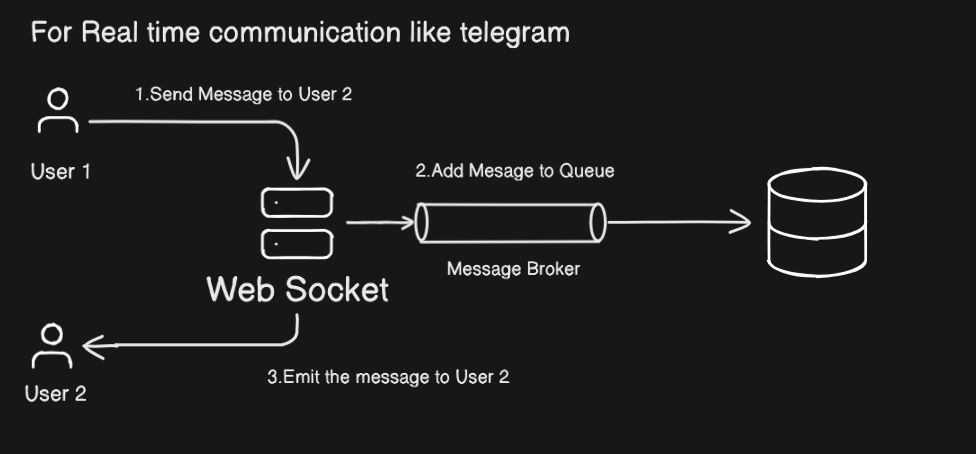 For Real time communication like telegram
1.Send Message to User 2
User 1
2.Add Mesage to Queue
Message Broker
Web Socket
3.Emit the message to User 2
User 2